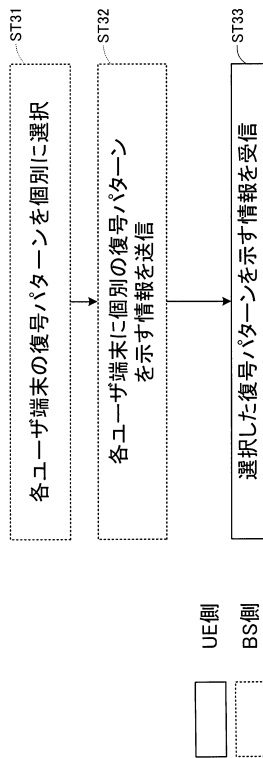 ST31
各ユーザ端末の復号パターンを個別に選択
ST32
各ユーザ端末に個別の復号パターン
を示す情報を送信
ST33
選択した復号パターンを示す情報を受信
UE側
BS側